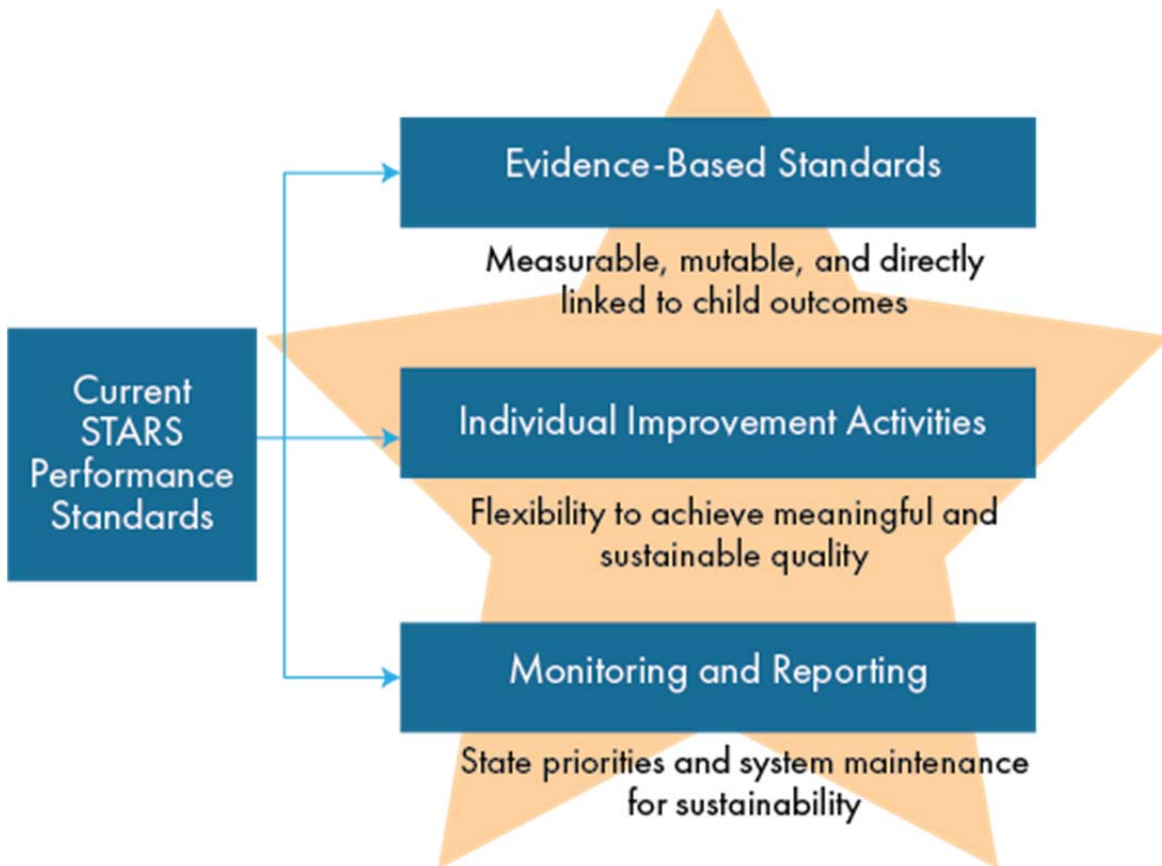 Current
STARS
Performance
Standards
Evidence-Based Standards
Measurable, mutable, and directly
linked to child outcomes
Individual Improvement Activities
Flexibility to achieve meaningful and
sustainable quality
Monitoring and Reporting
State priorities and system maintenance
for sustainability